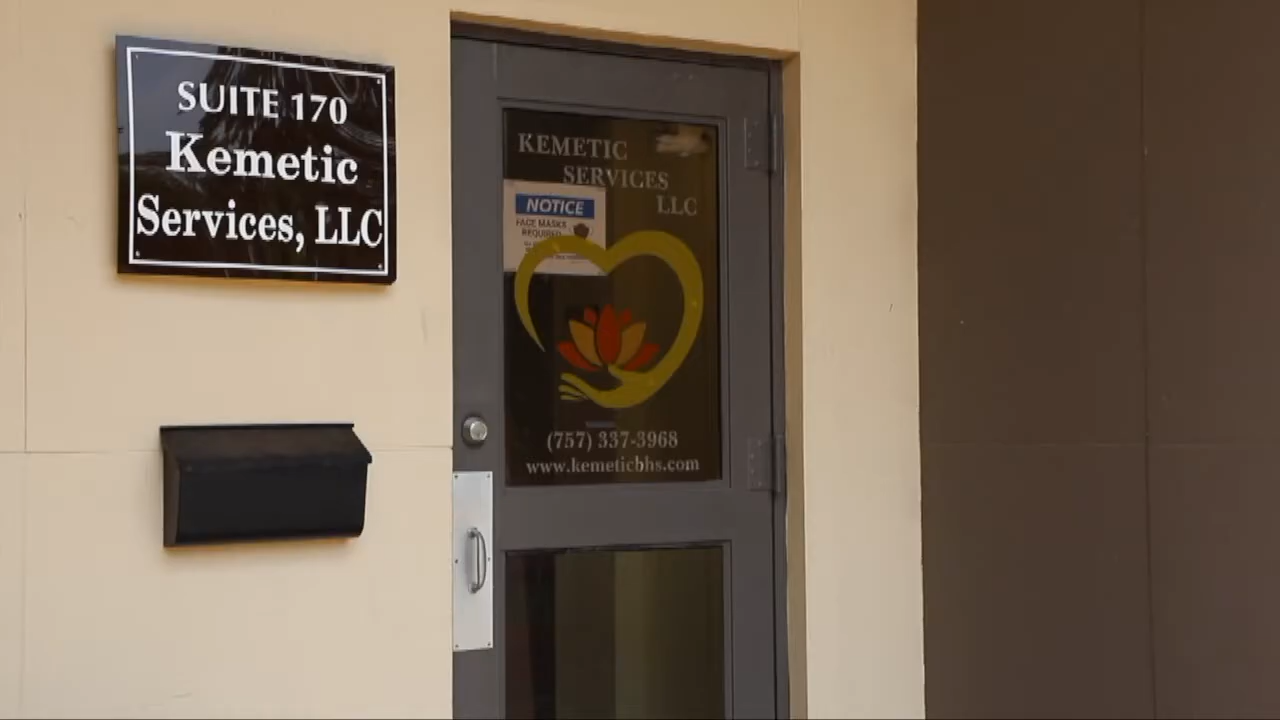 SUITE 170
Kemetic
Services, LLC
KEMETIC
SERVICES
LLC
NOTICE
FACE MASKS
REQUIRED
(757) 337-3968
www.kemeticbhs.com